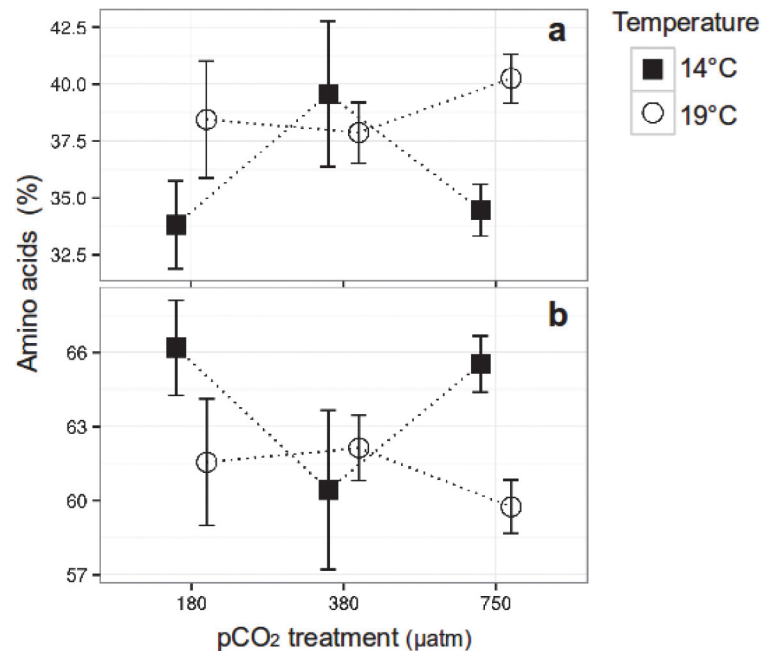 Temperature
14°C
19°C
a
42.5
40.0
37.5
35.0
32.5
Amino acids (%)
b
66
63
60
57
180 380 750
pCO₂ treatment (µatm)